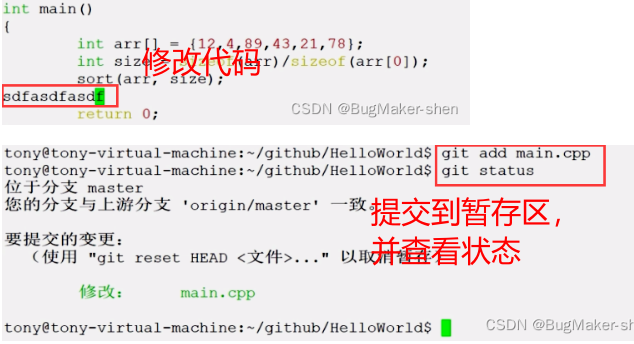 int main()
{
int arr[] = {12,4,89,43,21,78};
int size = sizeof(arr)/sizeof(arr[0]);
修改代码
sort(arr, size);
sdfasdfasdf
CSDN @BugMaker-shen
return 0;
tony@tony-virtual-machine:~/github/HelloWorld$ git add main.cpp
tony@tony-virtual-machine:~/github/HelloWorld$ git status
位于分支 master
您的分支与上游分支 'origin/master' 一致。
提交到暂存区，
并查看状态
要提交的变更：
（使用 "git reset HEAD <文件>..." 以取消暂存）
修改： main.cpp
tony@tony-virtual-machine:~/github/HelloWorld$
CSDN @BugMaker-sh